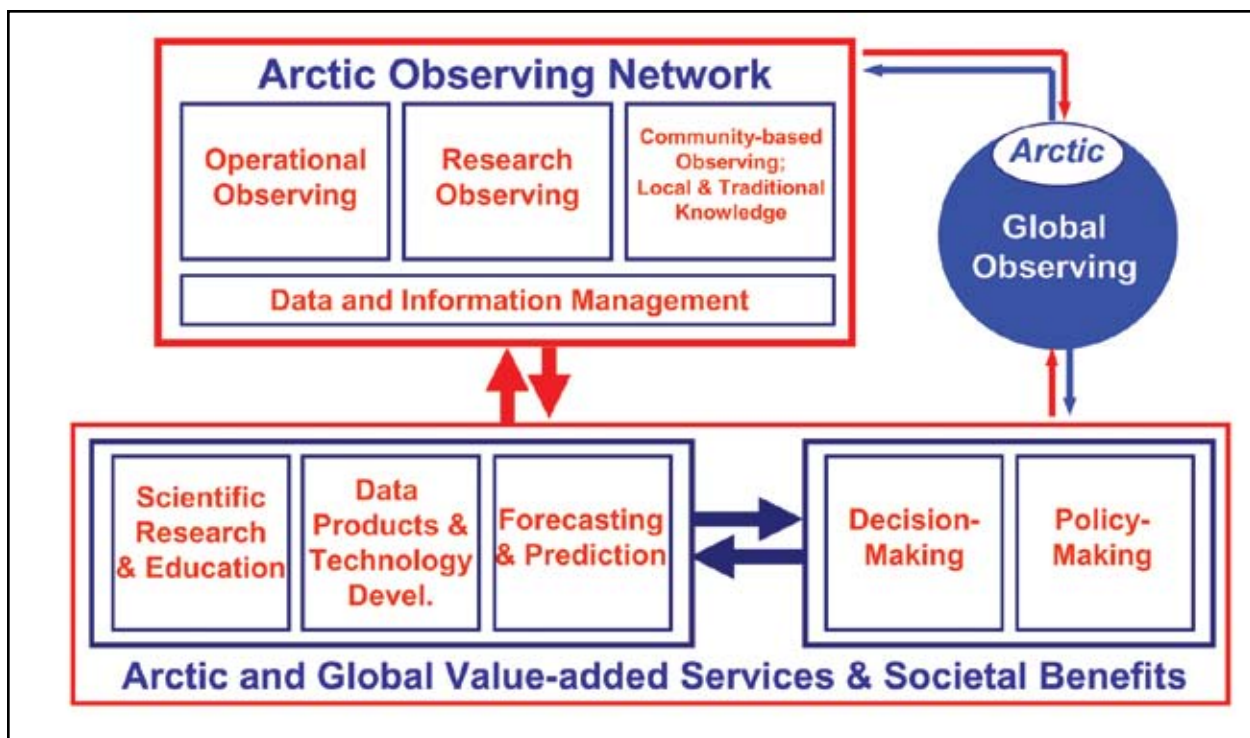 Arctic Observing Network
Operational
Observing
Research
Observing
Community-based
Observing;
Local & Traditional
Knowledge
Data and Information Management
Arctic
Global
Observing
Scientific
Research
& Education
Data
Products &
Technology
Devel.
Forecasting
& Prediction
Decision-
Making
Policy-
Making
Arctic and Global Value-added Services & Societal Benefits